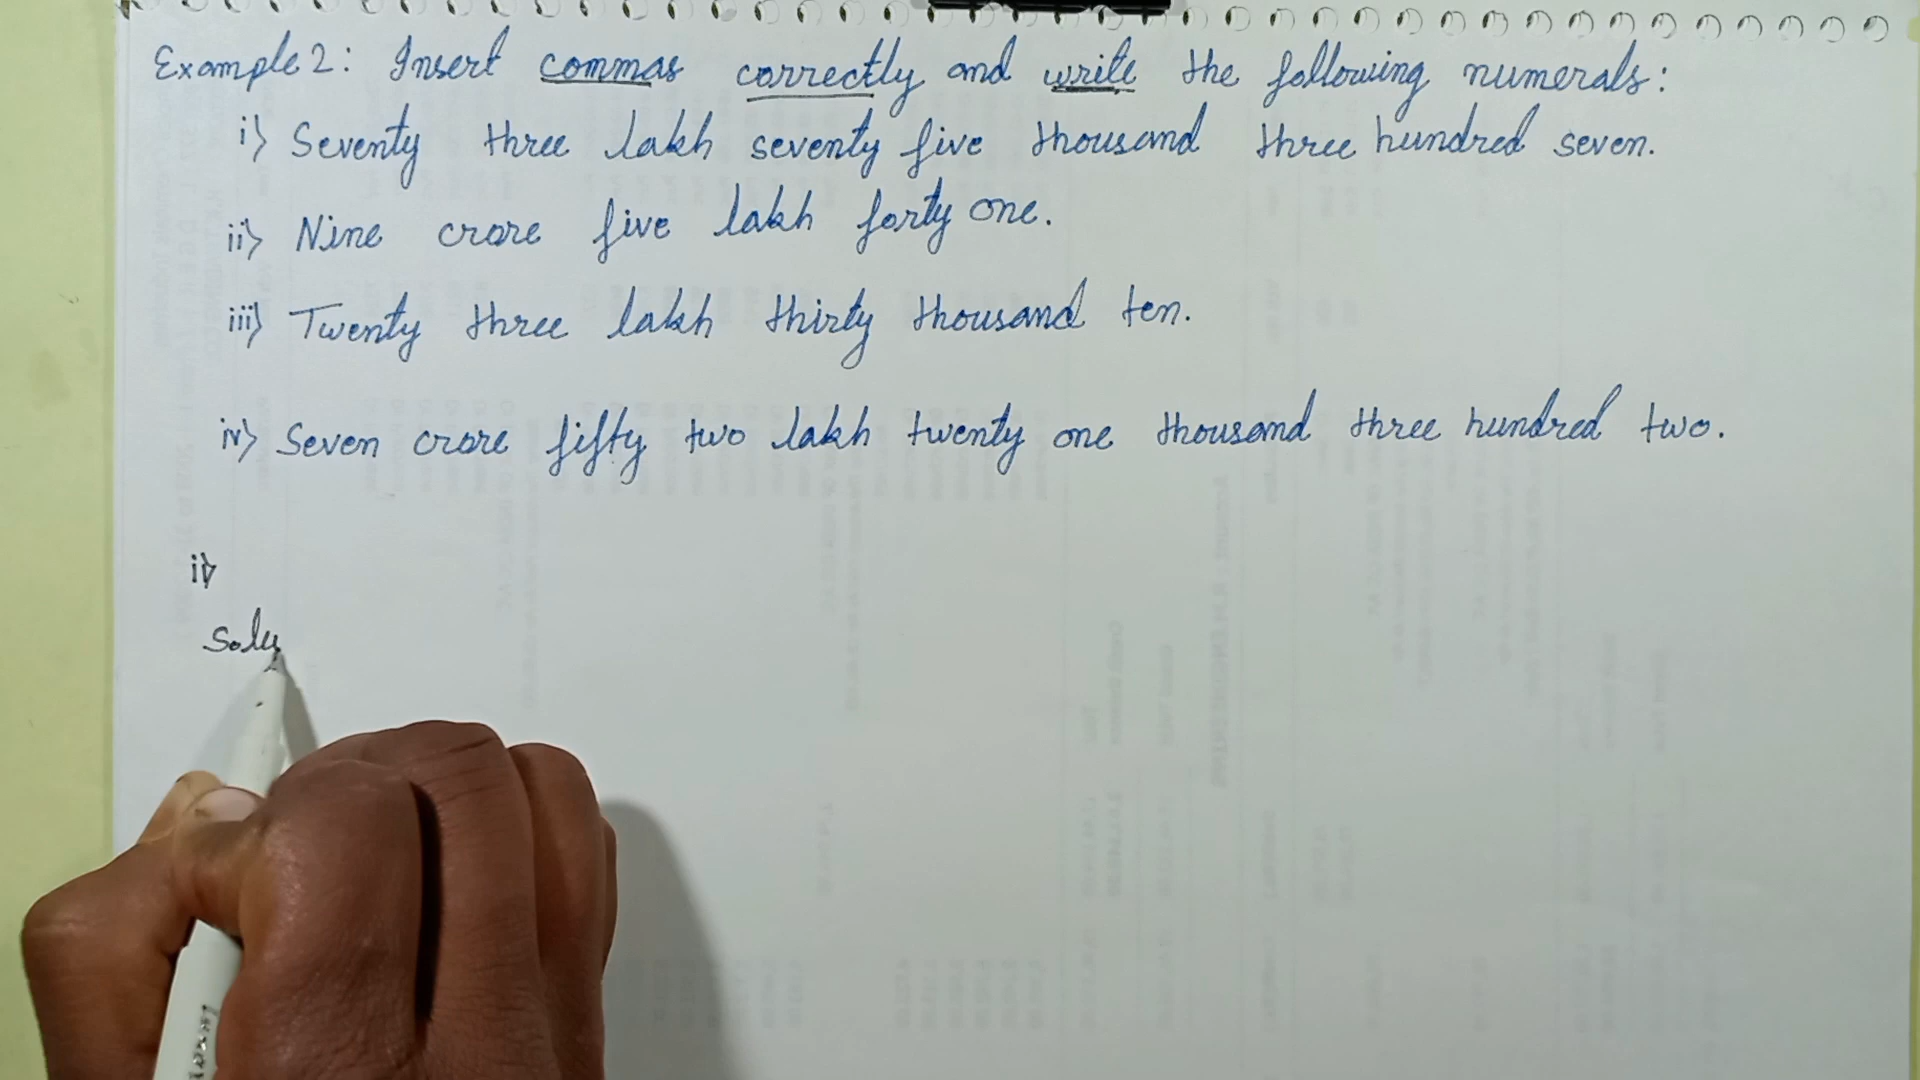 Example 2: Insert commas correctly and write the following numerals:
i) Seventy three lakh seventy five thousand three hundred seven.
ii) Nine crore five lakh forty one.
iii) Twenty three lakh thirty thousand ten.
iv) Seven crore fifty two lakh twenty one thousand three hundred two.
i)
Solu